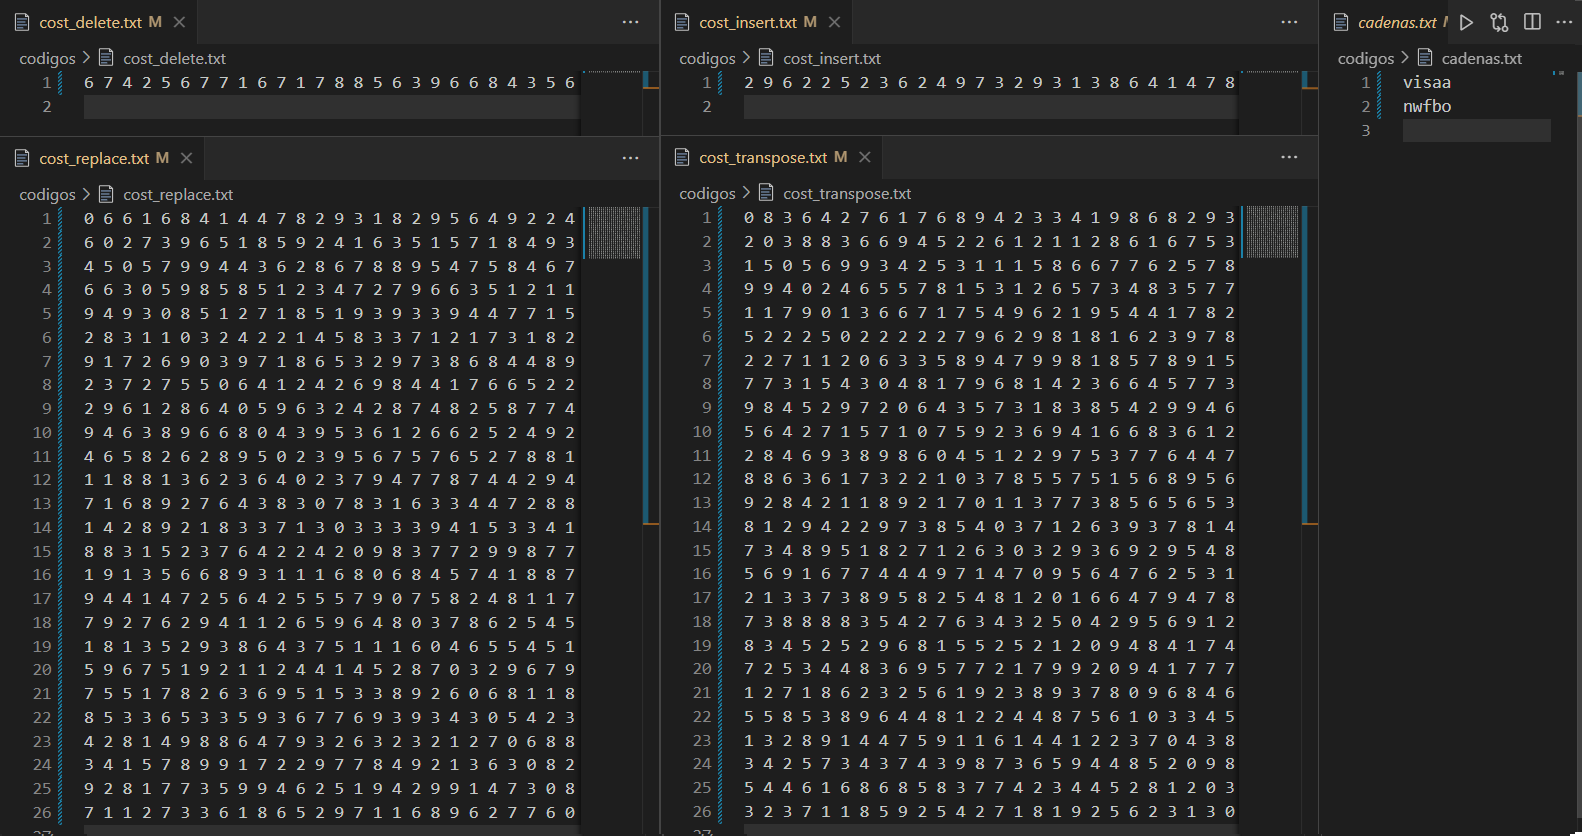 cost_delete.txt M
codigos > cost_delete.txt
1 6 7 4 2 5 6 7 7 1 6 7 1 7 8 8 5 6 3 9 6 6 8 4 3 5 6
2
cost_replace.txt M
codigos > cost_replace.txt
1 0 6 6 1 6 8 4 1 4 4 7 8 2 9 3 1 8 2 9 5 6 4 9 2 2 4
2 6 0 2 7 3 9 6 5 1 8 5 9 2 4 1 6 3 5 1 5 7 1 8 4 9 3
3 4 5 0 5 7 9 9 4 4 3 6 2 8 6 7 8 8 9 5 4 7 5 8 4 6 7
4 6 6 3 0 5 9 8 5 8 5 1 2 3 4 7 2 7 9 6 6 3 5 1 2 1 1
5 9 4 9 3 0 8 5 1 2 7 1 8 5 1 9 3 9 3 3 9 4 4 7 7 1 5
6 2 8 3 1 1 0 3 2 4 2 2 1 4 5 8 3 3 7 1 2 1 7 3 1 8 2
7 9 1 7 2 6 9 0 3 9 7 1 8 6 5 3 2 9 7 3 8 6 8 4 4 8 9
8 2 3 7 2 7 5 5 0 6 4 1 2 4 2 6 9 8 4 4 1 7 6 6 5 2 2
9 2 9 6 1 2 8 6 4 0 5 9 6 3 2 4 2 8 7 4 8 2 5 8 7 7 4
10 9 4 6 3 8 9 6 6 8 0 4 3 9 5 3 6 1 2 6 6 2 5 2 4 9 2
11 4 6 5 8 2 6 2 8 9 5 0 2 3 9 5 6 7 5 7 6 5 2 7 8 8 1
12 1 1 8 8 1 3 6 2 3 6 4 0 2 3 7 9 4 7 7 8 7 4 4 2 9 4
13 7 1 6 8 9 2 7 6 4 3 8 3 0 7 8 3 1 6 3 3 4 4 7 2 8 8
14 1 4 2 8 9 2 1 8 3 3 7 1 3 0 3 3 3 3 9 4 1 5 3 3 4 1
15 8 8 3 1 5 2 3 7 6 4 2 2 4 2 0 9 8 3 7 7 2 9 9 8 7 7
16 1 9 1 3 5 6 6 8 9 3 1 1 1 6 8 0 6 8 4 5 7 4 1 8 8 7
17 9 4 4 1 4 7 2 5 6 4 2 5 5 5 7 9 0 7 5 8 2 4 8 1 1 7
18 7 9 2 7 6 2 9 4 1 1 2 6 5 9 6 4 8 0 3 7 8 6 2 5 4 5
19 1 8 1 3 5 2 9 3 8 6 4 3 7 5 1 1 1 6 0 4 6 5 5 4 5 1
20 5 9 6 7 5 1 9 2 1 1 2 4 4 1 4 5 2 8 7 0 3 2 9 6 7 9
21 7 5 5 1 7 8 2 6 3 6 9 5 1 5 3 3 8 9 2 6 0 6 8 1 1 8
22 8 5 3 3 6 5 3 3 5 9 3 6 7 7 6 9 3 9 3 4 3 0 5 4 2 3
23 4 2 8 1 4 9 8 8 6 4 7 9 3 2 6 3 2 3 2 1 2 7 0 6 8 8
24 3 4 1 5 7 8 9 9 1 7 2 2 9 7 7 8 4 9 2 1 3 6 3 0 8 2
25 9 2 8 1 7 7 3 5 9 9 4 6 2 5 1 9 4 2 9 9 1 4 7 3 0 8
26 7 1 1 2 7 3 3 6 1 8 6 5 2 9 7 1 1 6 8 9 6 2 7 7 6 0
cost_insert.txt M
codigos > cost_insert.txt
1 2 9 6 2 2 5 2 3 6 2 4 9 7 3 2 9 3 1 3 8 6 4 1 4 7 8
2
cost_transpose.txt M
codigos > cost_transpose.txt
1 0 8 3 6 4 2 7 6 1 7 6 8 9 4 2 3 3 4 1 9 8 6 8 2 9 3
2 2 0 3 8 8 3 6 6 9 4 5 2 2 6 1 2 1 1 2 8 6 1 6 7 5 3
3 1 5 0 5 6 9 9 3 4 2 5 3 1 1 1 5 8 6 6 7 7 6 2 5 7 8
4 9 9 4 0 2 4 6 5 5 7 8 1 5 3 1 2 6 5 7 3 4 8 3 5 7 7
5 1 1 7 9 0 1 3 6 6 7 1 7 5 4 9 6 2 1 9 5 4 4 1 7 8 2
6 5 2 2 2 5 0 2 2 2 2 2 7 9 6 2 9 8 1 8 1 6 2 3 9 7 8
7 2 2 7 1 1 2 0 6 3 3 5 8 9 4 7 9 9 8 1 8 5 7 8 9 1 5
8 7 7 3 1 5 4 3 0 4 8 1 7 9 6 8 1 4 2 3 6 6 4 5 7 7 3
9 9 8 4 5 2 9 7 2 0 6 4 3 5 7 3 1 8 3 8 5 4 2 9 9 4 6
10 5 6 4 2 7 1 5 7 1 0 7 5 9 2 3 6 9 4 1 6 6 8 3 6 1 2
11 2 8 4 6 9 3 8 9 8 6 0 4 5 1 2 2 9 7 5 3 7 7 6 4 4 7
12 8 8 6 3 6 1 7 3 2 2 1 0 3 7 8 5 5 7 5 1 5 6 8 9 5 6
13 9 2 8 4 2 1 1 8 9 2 1 7 0 1 1 3 7 7 3 8 5 6 5 6 5 3
14 8 1 2 9 4 2 2 9 7 3 8 5 4 0 3 7 1 2 6 3 9 3 7 8 1 4
15 7 3 4 8 9 5 1 8 2 7 1 2 6 3 0 3 2 9 3 6 9 2 9 5 4 8
16 5 6 9 1 6 7 7 4 4 4 9 7 1 4 7 0 9 5 6 4 7 6 2 5 3 1
17 2 1 3 3 7 3 8 9 5 8 2 5 4 8 1 2 0 1 6 6 4 7 9 4 7 8
18 7 3 8 8 8 8 3 5 4 2 7 6 3 4 3 2 5 0 4 2 9 5 6 9 1 2
19 8 3 4 5 2 5 2 9 6 8 1 5 5 2 5 2 1 2 0 9 4 8 4 1 7 4
20 7 2 5 3 4 4 8 3 6 9 5 7 7 2 1 7 9 9 2 0 9 4 1 7 7 7
21 1 2 7 1 8 6 2 3 2 5 6 1 9 2 3 8 9 3 7 8 0 9 6 8 4 6
22 5 5 8 5 3 8 9 6 4 4 8 1 2 2 4 4 8 7 5 6 1 0 3 3 4 5
23 1 3 2 8 9 1 4 4 7 5 9 1 1 6 1 4 4 1 2 2 3 7 0 4 3 8
24 3 4 2 5 7 3 4 3 7 4 3 9 8 7 3 6 5 9 4 4 8 5 2 0 9 8
25 5 4 4 6 1 6 8 6 8 5 8 3 7 7 4 2 3 4 4 5 2 8 1 2 0 3
26 3 2 3 7 1 1 8 5 9 2 5 4 2 7 1 8 1 9 2 5 6 2 3 1 3 0
cadenas.txt
codigos > cadenas.txt
1 visaa
2 nwfbo
3